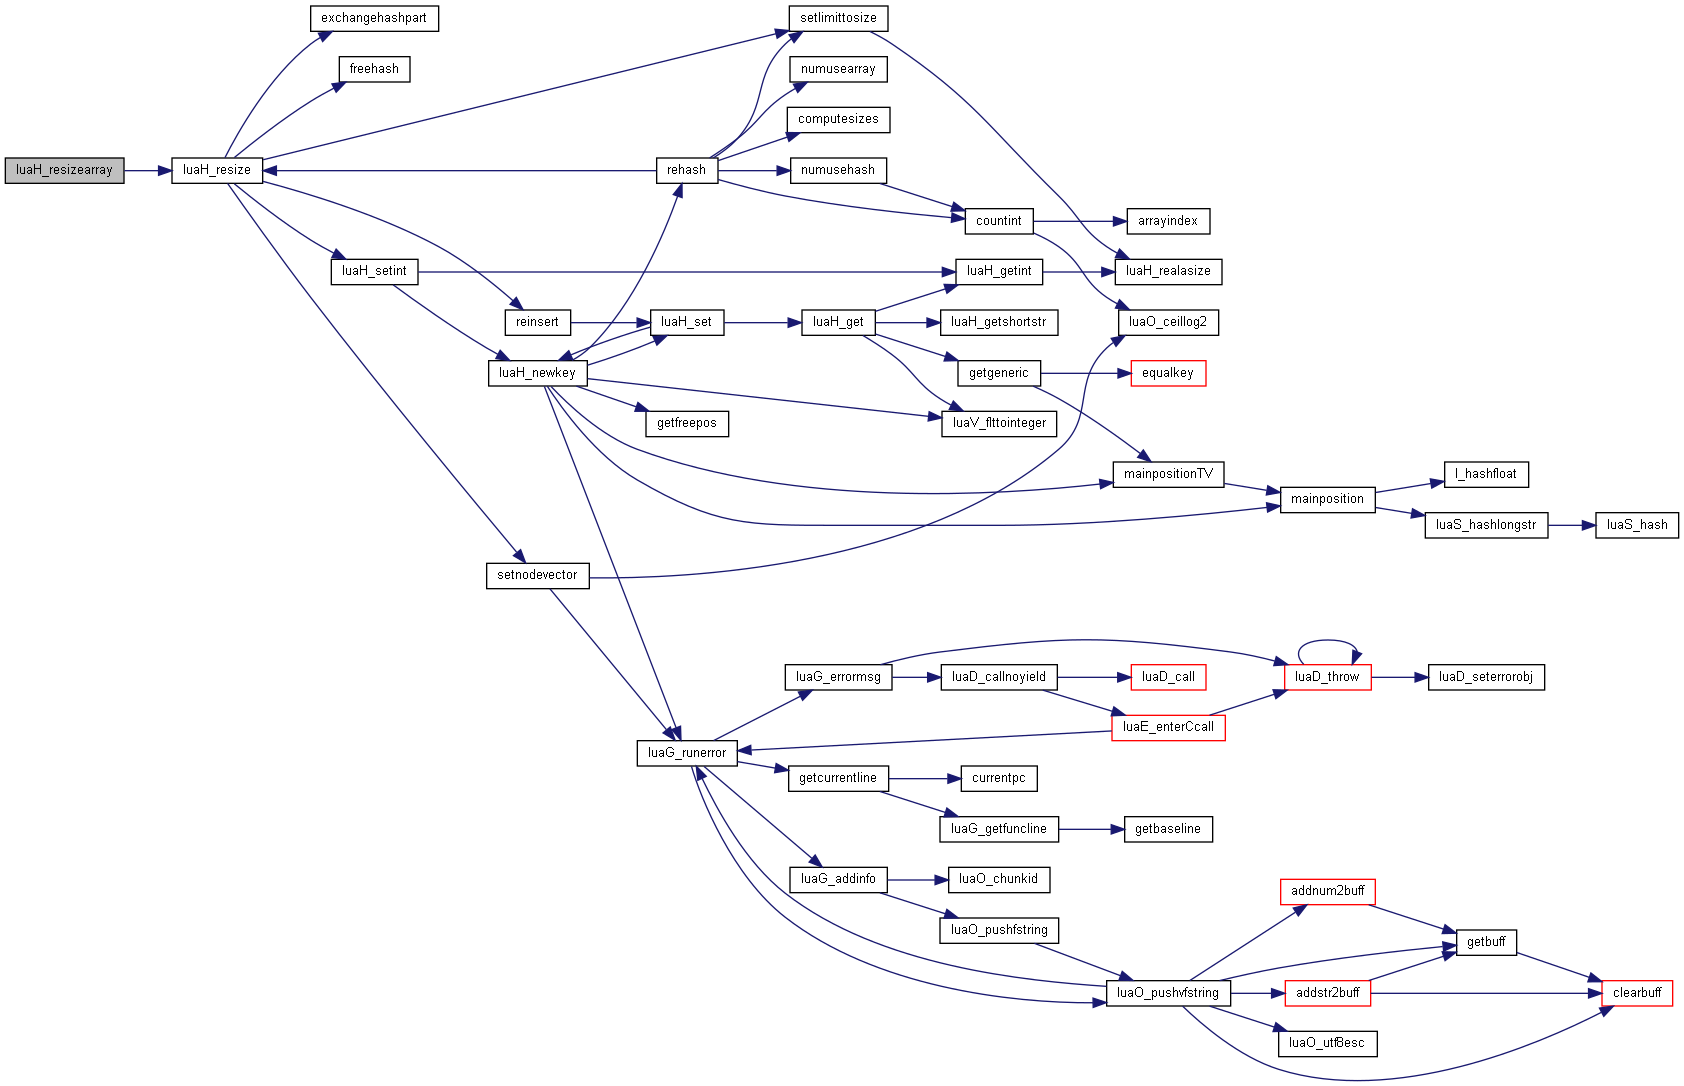 exchangehashpart
setlimittosize
freehash
numusearray
computesizes
luaH_resizearray
luaH_resize
rehash
numusehash
countint
arrayindex
luaH_setint
luaH_getint
luaH_realasize
reinsert
luaH_set
luaH_get
luaH_getshortstr
luaO_ceillog2
luaH_newkey
getgeneric
equalkey
getfreepos
luaV_flttointeger
mainpositionTV
l_hashfloat
mainposition
luaS_hashlongstr
luaS_hash
setnodevector
luaG_errormsg
luaD_callnoyield
luaD_call
luaD_throw
luaD_seterrorobj
luaE_enterCcall
luaG_runerror
getcurrentline
currentpc
luaG_getfuncline
getbaseline
luaG_addinfo
luaO_chunkid
addnum2buff
luaO_pushfstring
getbuff
luaO_pushvfstring
addstr2buff
clearbuff
luaO_utf8esc